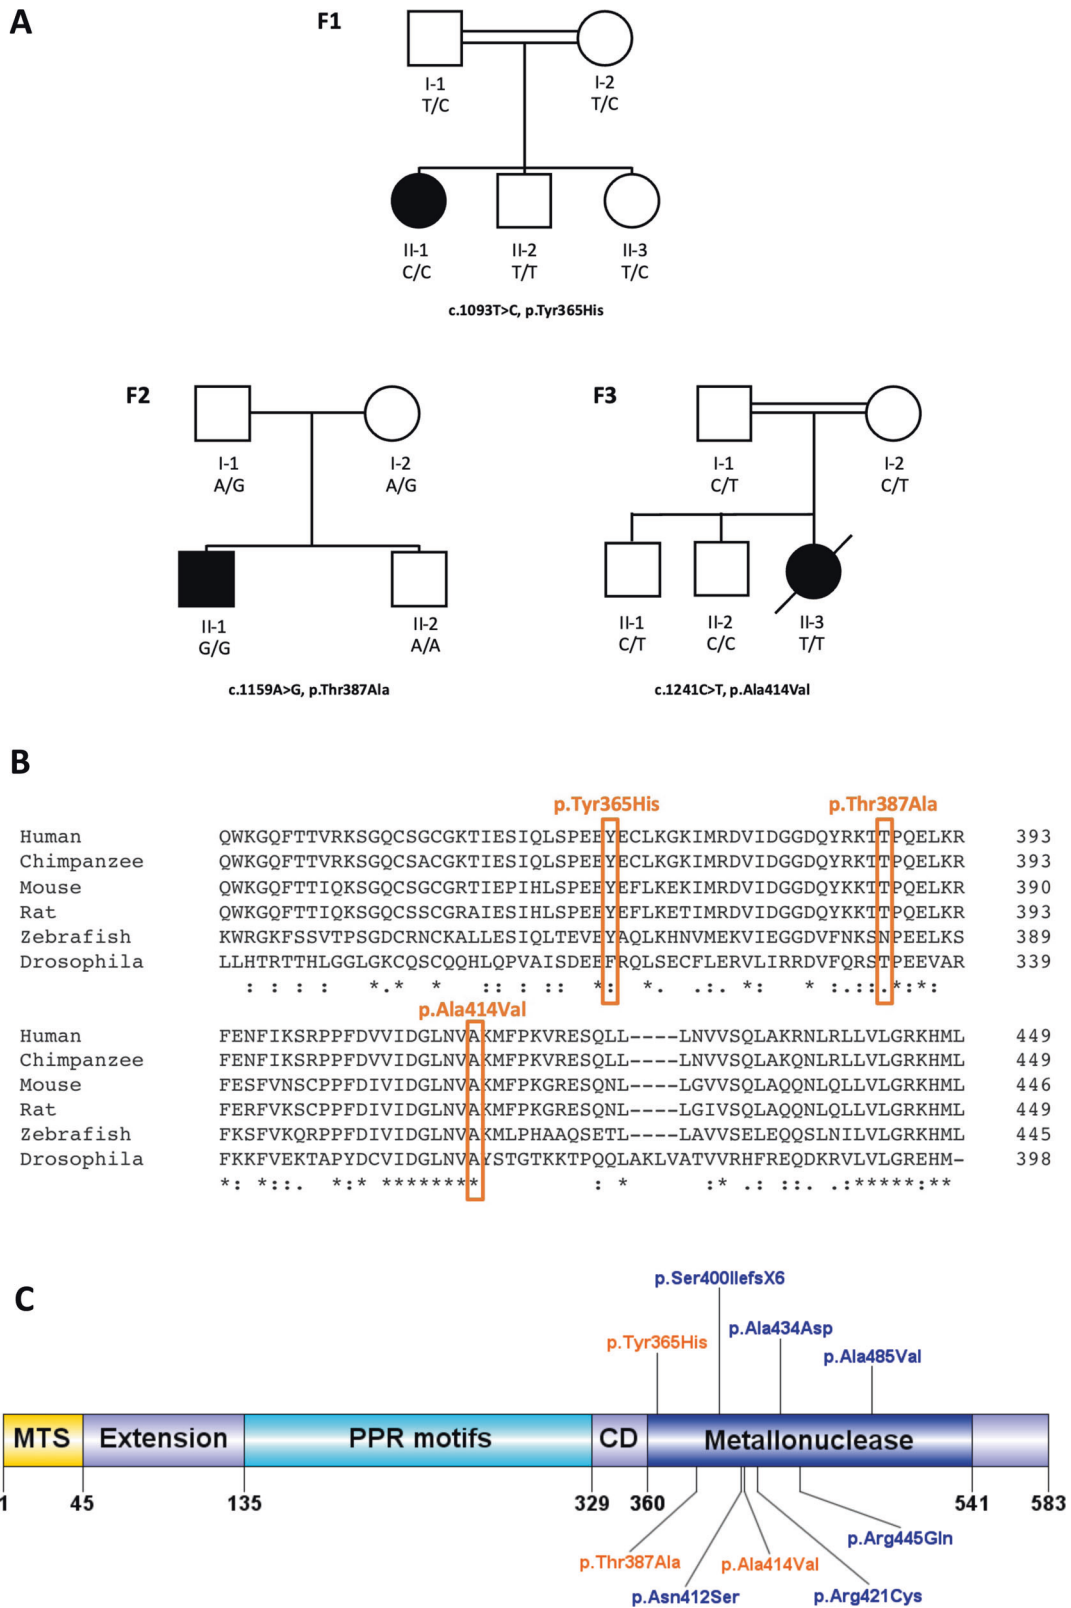 A
F1
I-1
T/C
I-2
T/C
II-1
C/C
II-2
T/T
II-3
T/C
c.1093T>C, p.Tyr365His
F2
I-1
A/G
I-2
A/G
II-1
G/G
II-2
A/A
c.1159A>G, p.Thr387Ala
F3
I-1
C/T
I-2
C/T
II-1
C/T
II-2
C/C
II-3
T/T
c.1241C>T, p.Ala414Val
B
p.Tyr365His p.Thr387Ala
Human QWKGQFTTVRKSGQCSGCGKTIESIQLSPEEYECLKGKIMRDVIDGGDQYRKTTPQELKR 393
Chimpanzee QWKGQFTTVRKSGQCSACGKTIESIQLSPEEYECLKGKIMRDVIDGGDQYRKTTPQELKR 393
Mouse QWKGQFTTIQKSGQCSGCGRTIEPIHLSPEEYEFLKEKIMRDVIDGGDQYKKTTPQELKR 390
Rat QWKGQFTTIQKSGQCSSCGRAIESIHLSPEEYEFLKETIMRDVIDGGDQYKKTTPQELKR 393
Zebrafish KWRGKFSSVTPSGDCRNCKALLESIQLTEVEYAQLKHNVMEKVIEGGDVFNKSNPEELKS 389
Drosophila LLHTRTTHLGGLGKCQSCQQHLQPVAISDEEFRQLSECFLERVLIRRDVFQRSTPEEVAR 339
: : : : *.* * :: : :: *: *. .:. *: * :.::.*:*:
p.Ala414Val
Human FENFIKSRPPFDVVIDGLNVAKMFPKVRESQLL----LNVVSQLAKRNLRLLVLGRKHML 449
Chimpanzee FENFIKSRPPFDVVIDGLNVAKMFPKVRESQLL----LNVVSQLAKRNLRLLVLGRKHML 449
Mouse FESFVNSCPPFDIVIDGLNVAKMFPKGRESQNL----LGVVSQLAQQNLQLLVLGRKHML 446
Rat FERFVKSCPPFDIVIDGLNVAKMFPKGRESQNL----LGIVSQLAQQNLQLLVLGRKHML 449
Zebrafish FKSFVKQRPPFDIVIDGLNVAKMLPHAAQSETL----LAVVSELEQQSLNILVLGRKHML 445
Drosophila FKKFVEKTAPYDCVIDGLNVAYSTGTKKTPQQLAKLVATVVRHFREQDKRVLVLGREHM- 398
*: *::. *:* ******** : * :* .: ::. .:*****:**
C
p.Ser400IlefsX6
p.Ala434Asp
p.Tyr365His
p.Ala485Val
MTS Extension PPR motifs CD Metallonuclease
1 45 135 329 360 541 583
p.Arg445Gln
p.Thr387Ala p.Ala414Val
p.Asn412Ser p.Arg421Cys